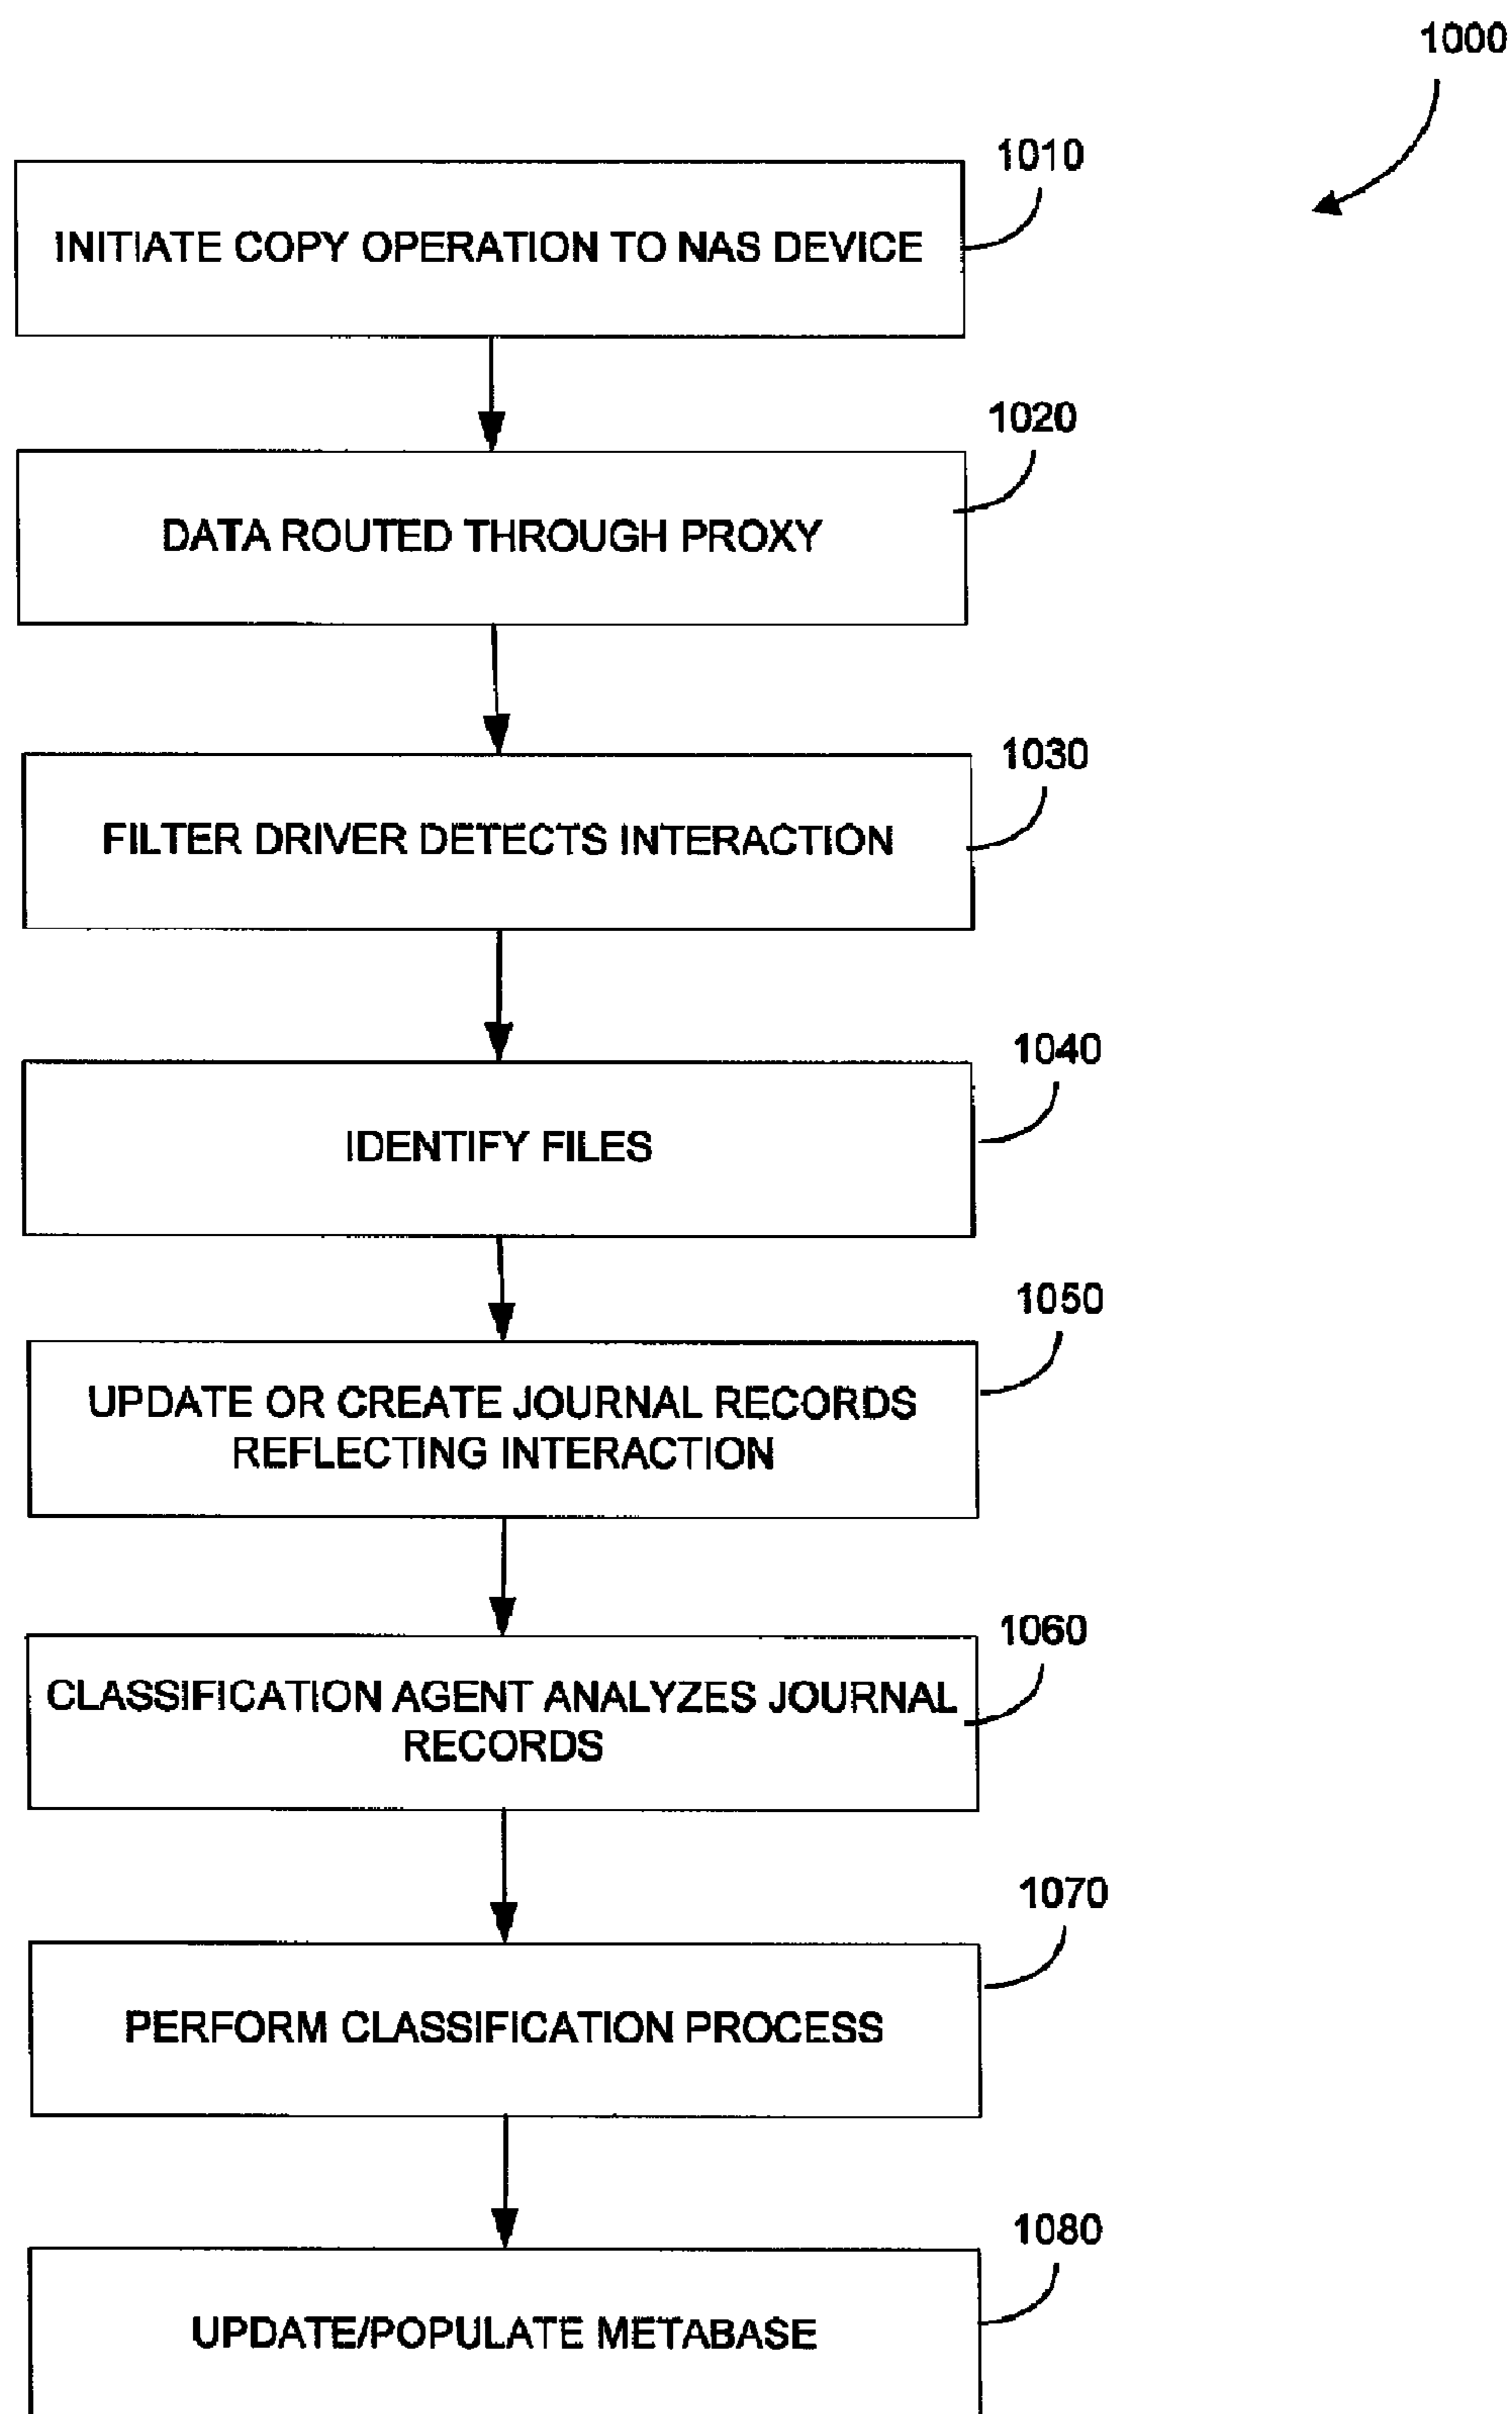 1000
1010
INITIATE COPY OPERATION TO NAS DEVICE
1020
DATA ROUTED THROUGH PROXY
1030
FILTER DRIVER DETECTS INTERACTION
1040
IDENTIFY FILES
1050
UPDATE OR CREATE JOURNAL RECORDS
REFLECTING INTERACTION
1060
CLASSIFICATION AGENT ANALYZES JOURNAL
RECORDS
1070
PERFORM CLASSIFICATION PROCESS
1080
UPDATE/POPULATE METABASE